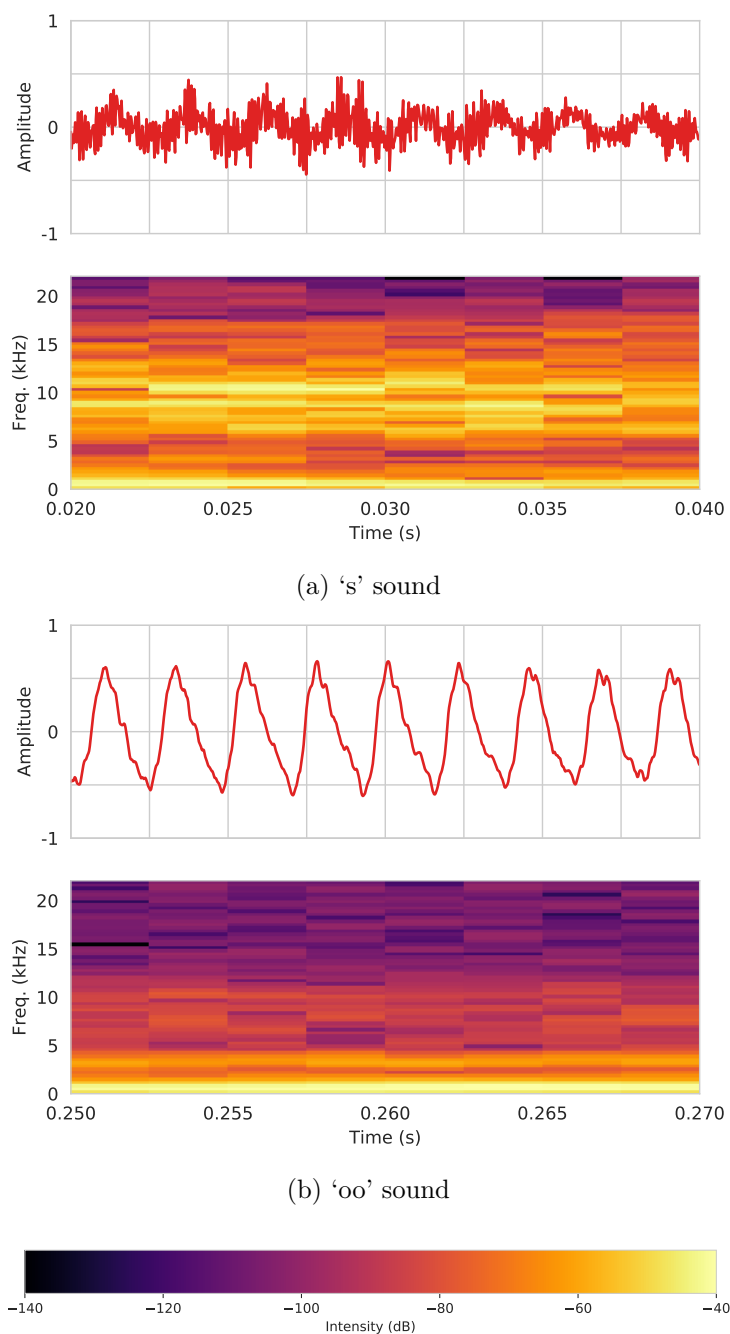 1
Amplitude
0
-1
20
15
Freq. (kHz)
10
5
0
0.020 0.025 0.030 0.035 0.040
Time (s)
(a) ‘s’ sound
1
Amplitude
0
-1
20
15
Freq. (kHz)
10
5
0
0.250 0.255 0.260 0.265 0.270
Time (s)
(b) ‘oo’ sound
−140 −120 −100 −80 −60 −40
Intensity (dB)